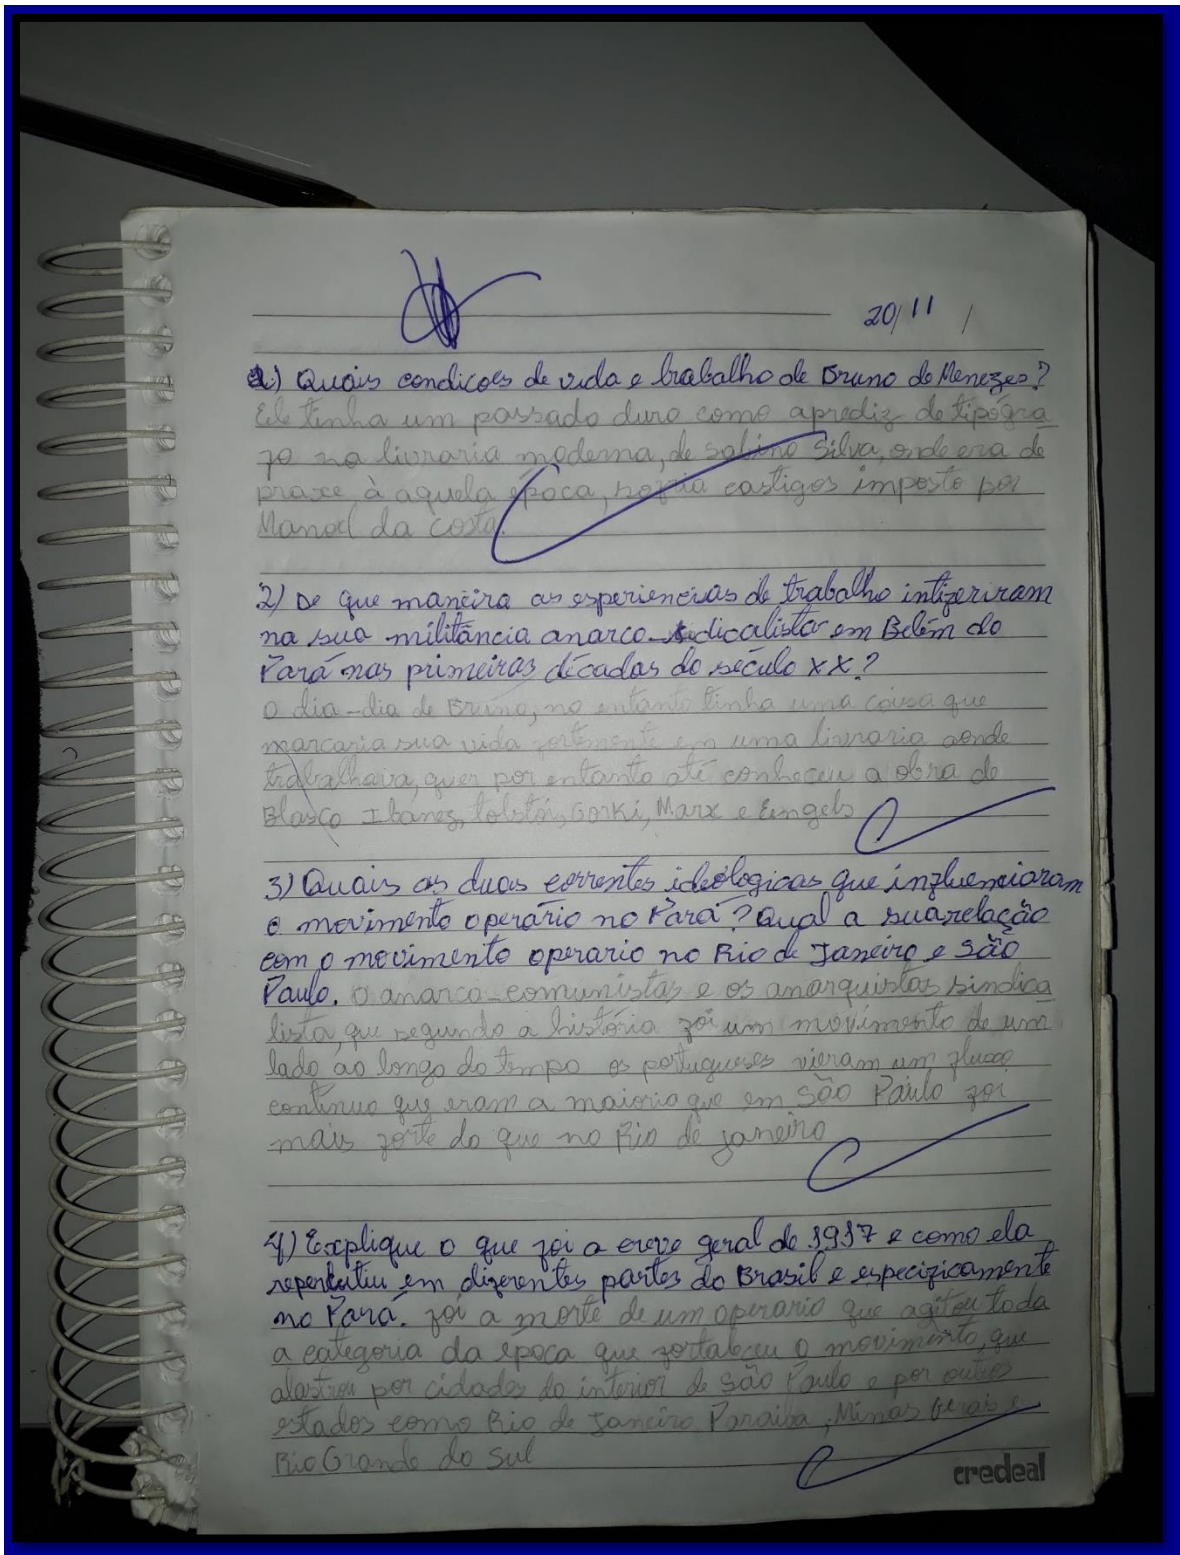 20/11 /
1) Quais condicoes de vida e trabalho de Bruno de Menezes?
Ele tinha um passado duro como aprediz de tipógra
fo na livraria moderna, de sabino Silva, onde era de
praxe, à aquela época, sofria castigos imposto por
Manoel da costa.
2) De que maneira as esperiencias de trabalho intiferiram
na sua militância anarco-sidicalista em Belém do
Pará nas primeiras décadas do século XX?
O dia-dia de Bruno, no entanto tinha uma coisa que
marcaria sua vida fortemente em uma livraria aonde
trabalhava, quer por entanto até conheceu a obra de
Blasco Ibánez, tolstói, Gorki, Marx e Eengels
3) Quais as duas correntes ideólogicas que influenciaram
o movimento operário no Pará? Qual a sua relação
com o movimento operario no Rio de Janeiro e São
Paulo. O anarco-comunistas e os anarquistas sindica
lista, que segundo a história foi um movimento de um
lado ao longo do tempo os portugueses vieram um fluxo
continuo que eram a maioria que em São Paulo foi
mais forte do que no Rio de janeiro
4) Explique o que foi a greve geral de 1917 e como ela
repercutiu em diferentes partes do Brasil e especificamente
no Pará. foi a morte de um operario que agitou toda
a categoria da época que fortaleceu o movimento, que
alastrou por cidades do interior de São Paulo e por outros
estados como Rio de Janeiro Paraiba, Minas Gerais e
Rio Grande do Sul
credeal